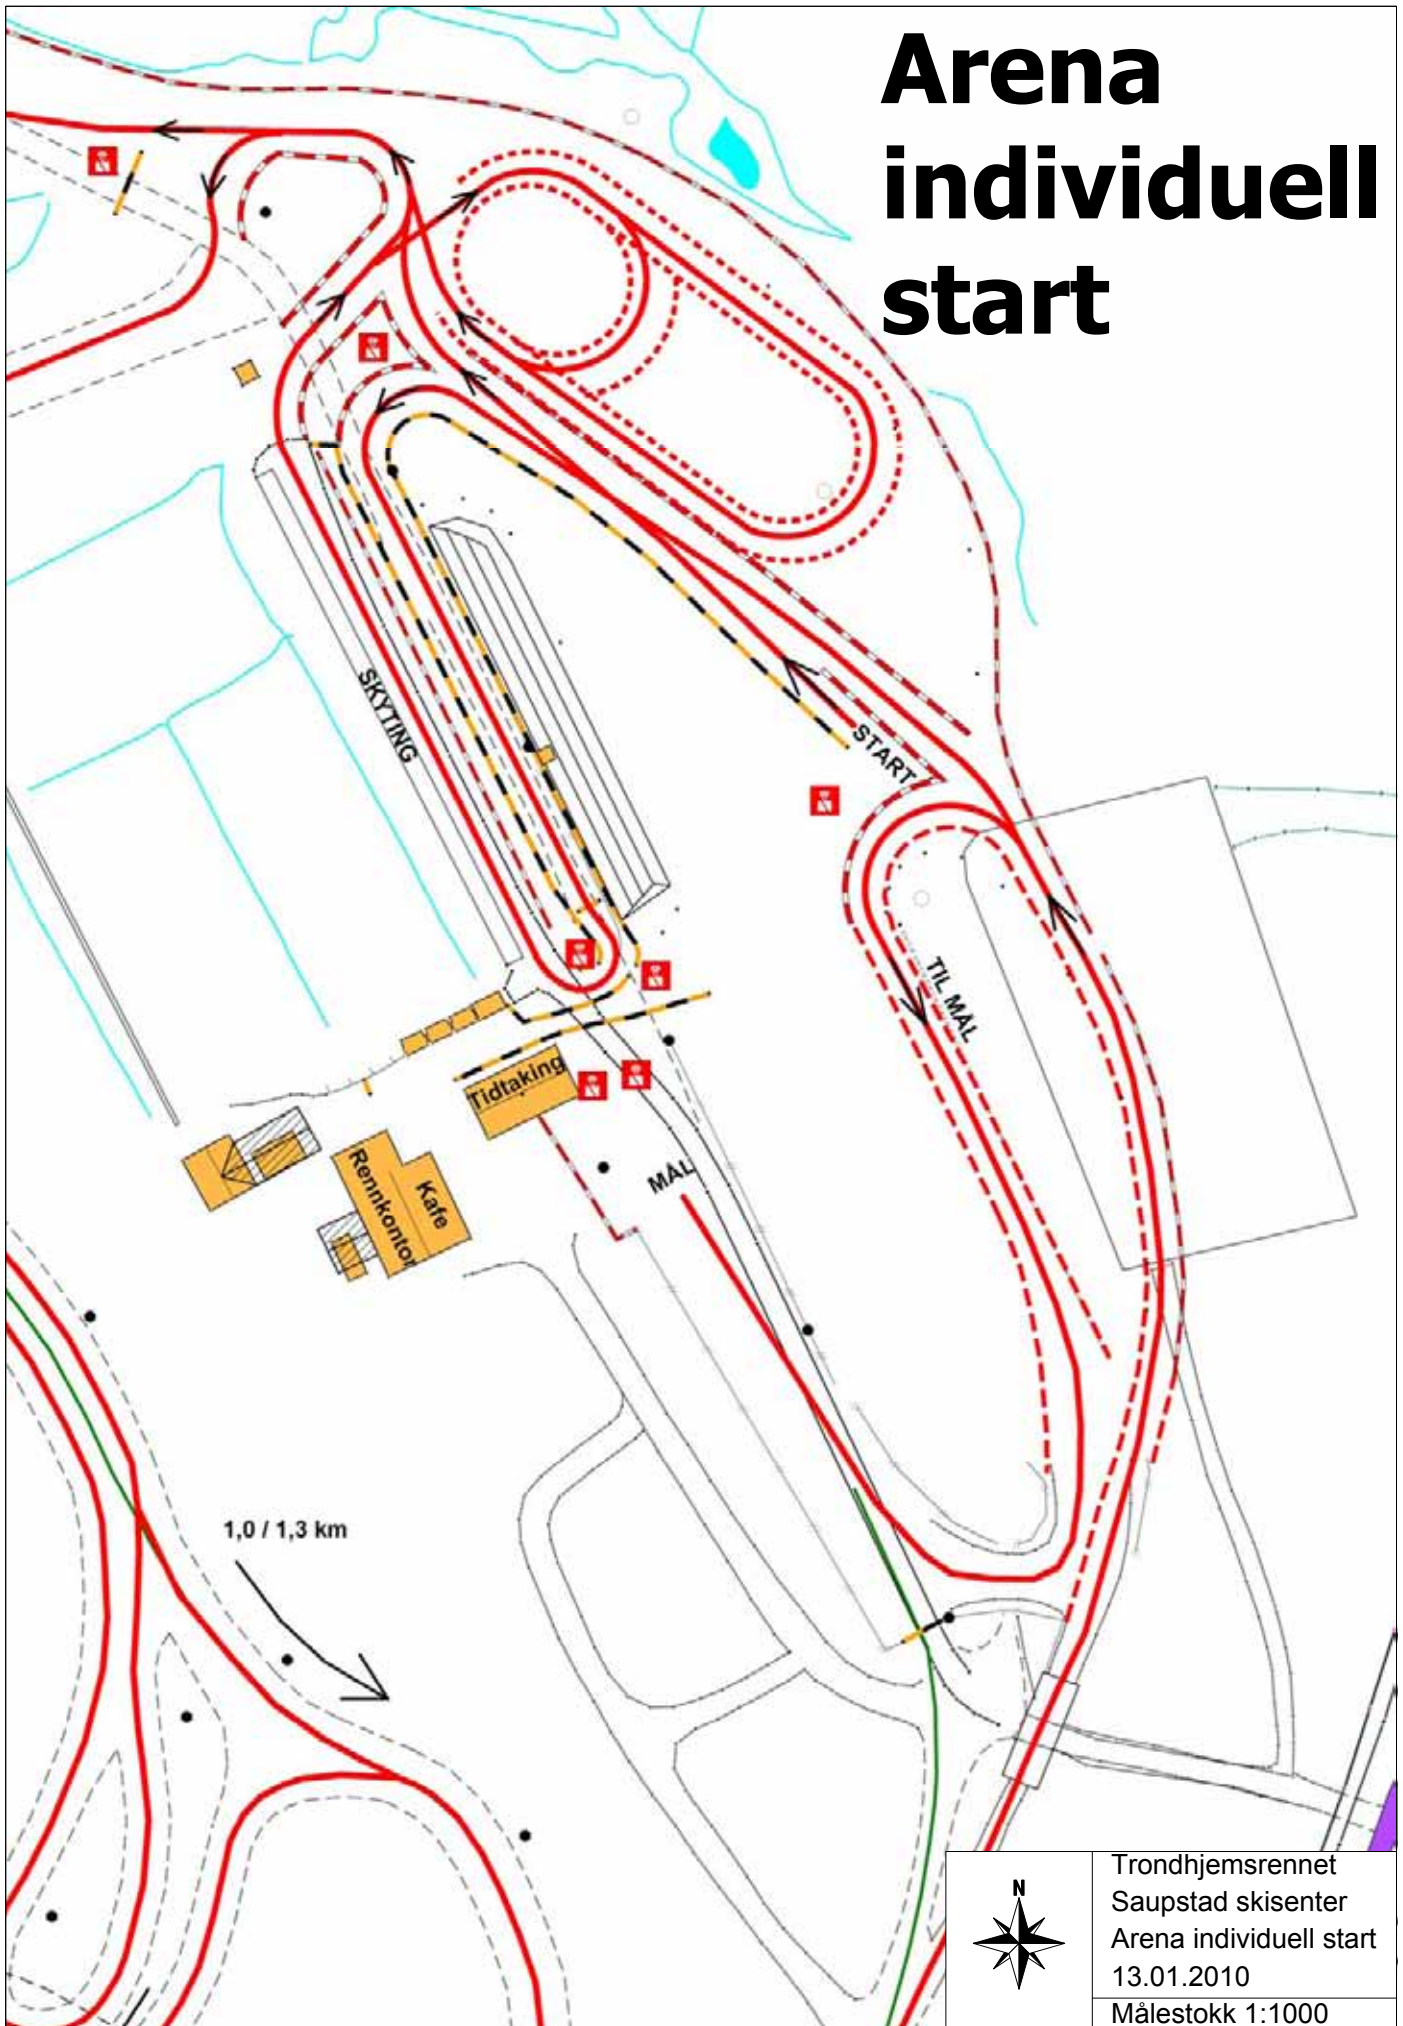 Arena
individuell
start
SKYTING
START
TIL MÅL
Tidtaking
Rennkontor
Kafe
MÅL
1,0 / 1,3 km
N
Trondhjemsrennet
Saupstad skisenter
Arena individuell start
13.01.2010
Målestokk 1:1000